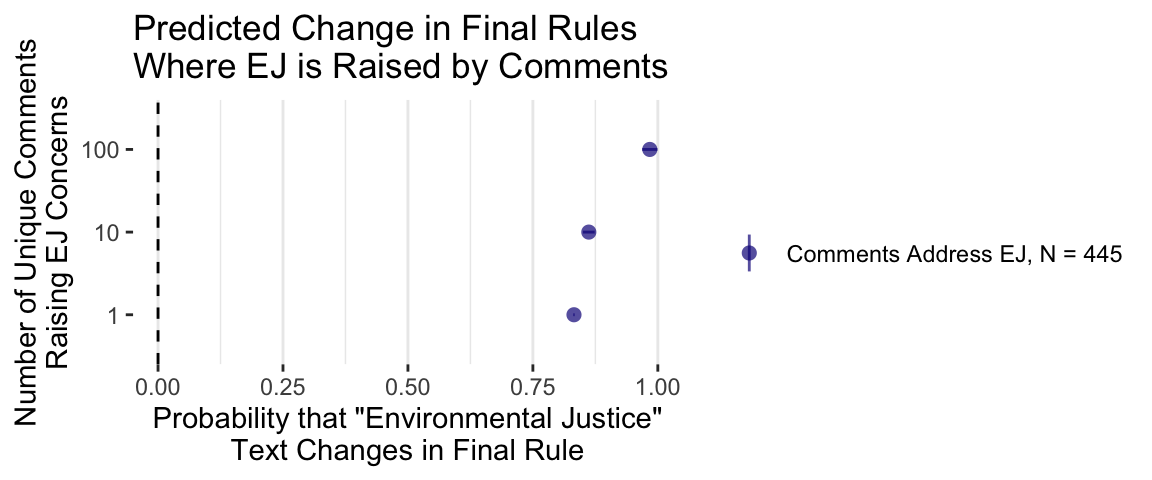 Predicted Change in Final Rules
Where EJ is Raised by Comments
Number of Unique Comments
Raising EJ Concerns
100
10
1
0.00 0.25 0.50 0.75 1.00
Probability that "Environmental Justice"
Text Changes in Final Rule
Comments Address EJ, N = 445